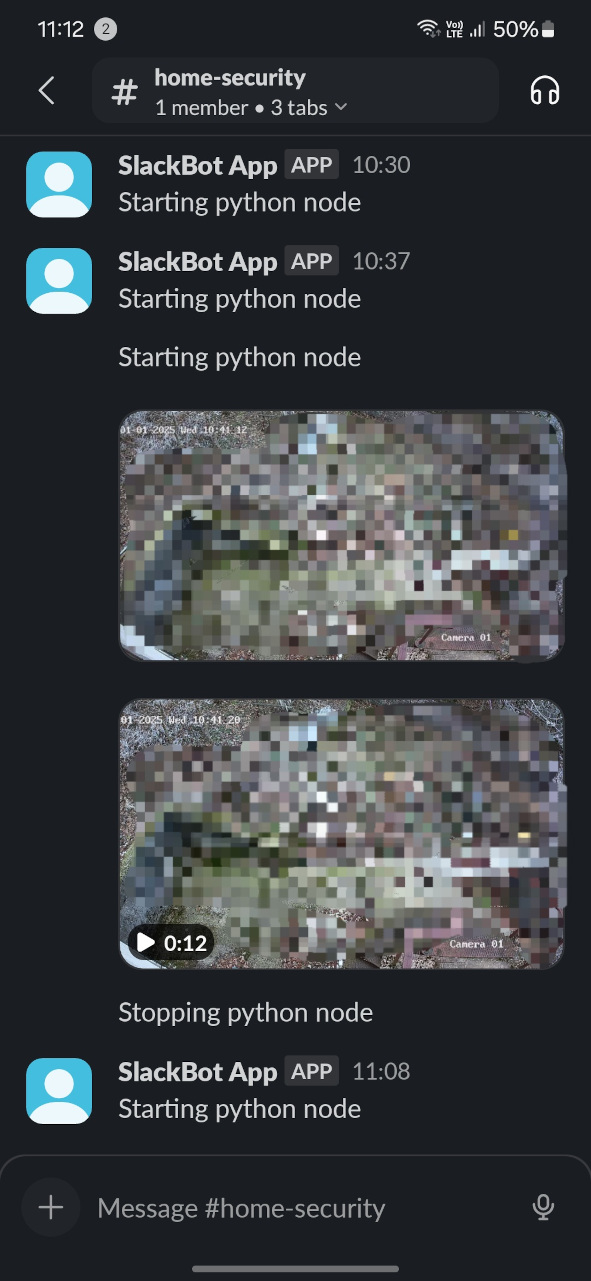 11:12 2 Vo)) LTE 50%
# home-security
1 member • 3 tabs
SlackBot App APP 10:30
Starting python node
SlackBot App APP 10:37
Starting python node
Starting python node
01-01-2025 Wed 10:41:12
Camera 01
01-2025 Wed 10:41:20
0:12
Camera 01
Stopping python node
SlackBot App APP 11:08
Starting python node
Message #home-security